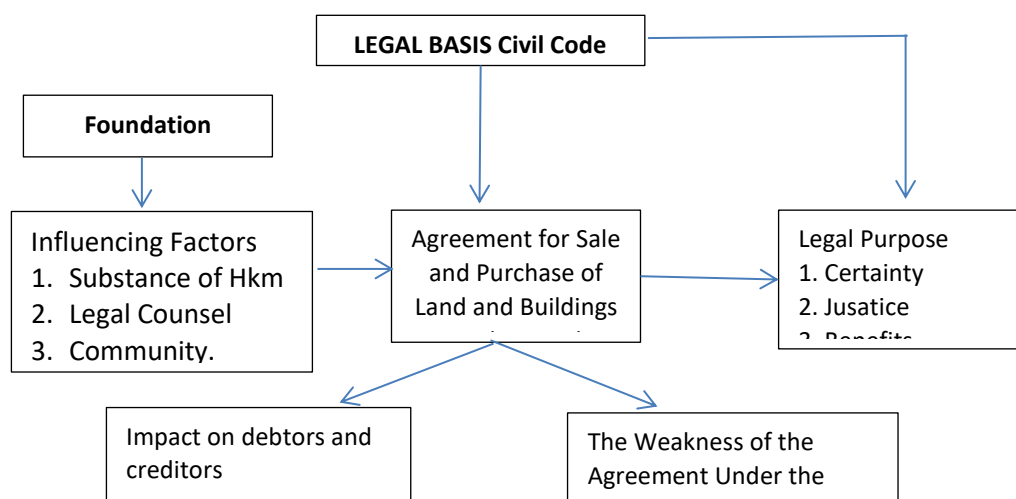 LEGAL BASIS Civil Code
Foundation
Influencing Factors
1. Substance of Hkm
2. Legal Counsel
3. Community.
Agreement for Sale
and Purchase of
Land and Buildings
Legal Purpose
1. Certainty
2. Jusatice
3. Benefits
Impact on debtors and
creditors
The Weakness of the
Agreement Under the